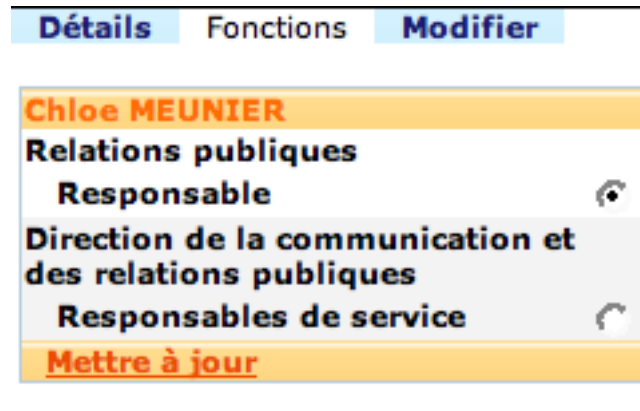 Détails Fonctions Modifier
Chloe MEUNIER
Relations publiques
Responsable
Direction de la communication et
des relations publiques
Responsables de service
Mettre à jour